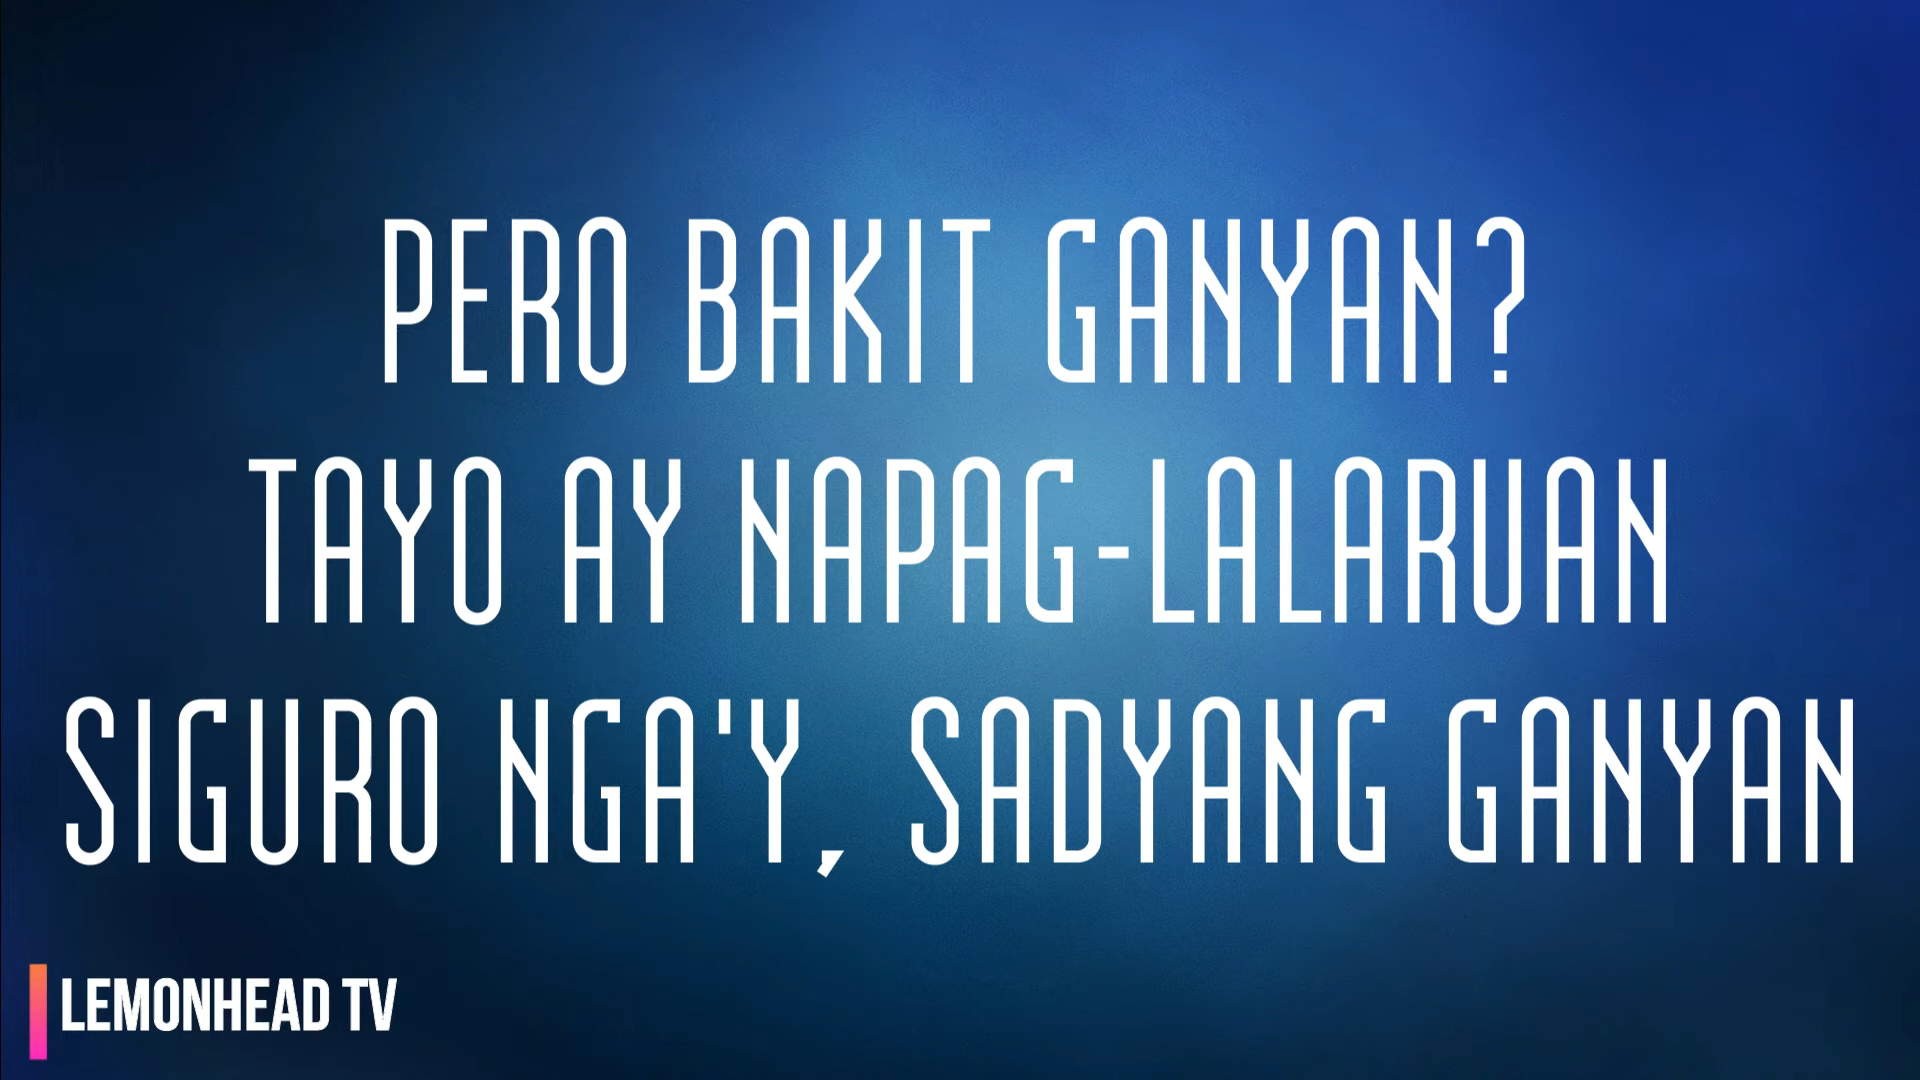 PERO BAKIT GANYAN?
TAYO AY NAPAG-LALARUAN
SIGURO NGA'Y, SADYANG GANYAN
LEMONHEAD TV